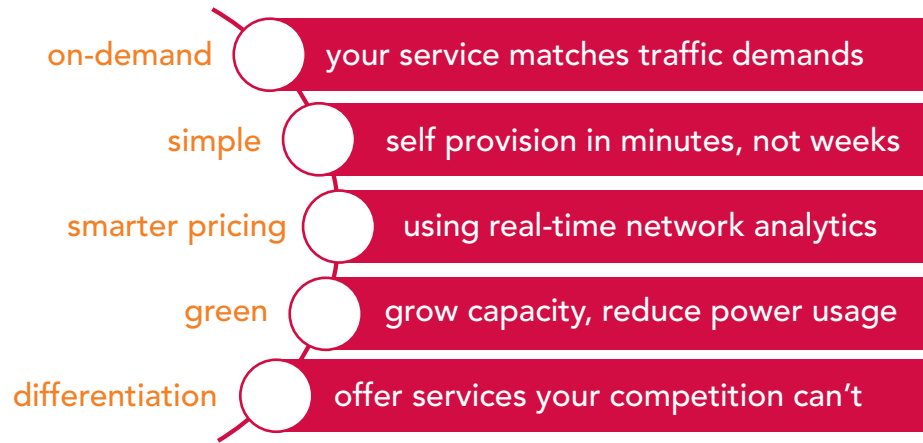 on-demand your service matches traffic demands
simple self provision in minutes, not weeks
smarter pricing using real-time network analytics
green grow capacity, reduce power usage
differentiation offer services your competition can't